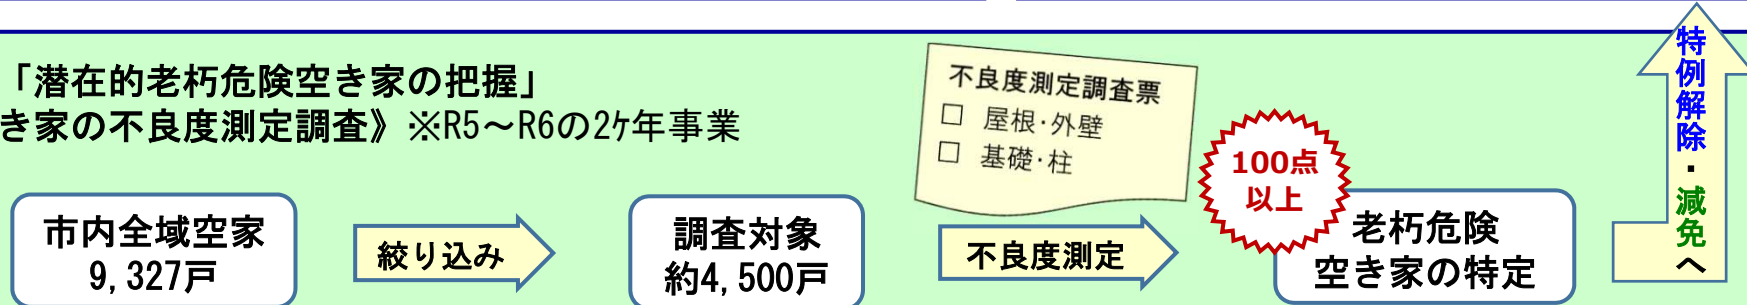 「潜在的老朽危険空き家の把握」
き家の不良度測定調査》※R5～R6の2ヶ年事業
不良度測定調査票
□ 屋根・外壁
□ 基礎・柱
市内全域空家
9,327戸
絞り込み
調査対象
約4,500戸
不良度測定
100点
以上
老朽危険
空き家の特定
特例解除・減免へ